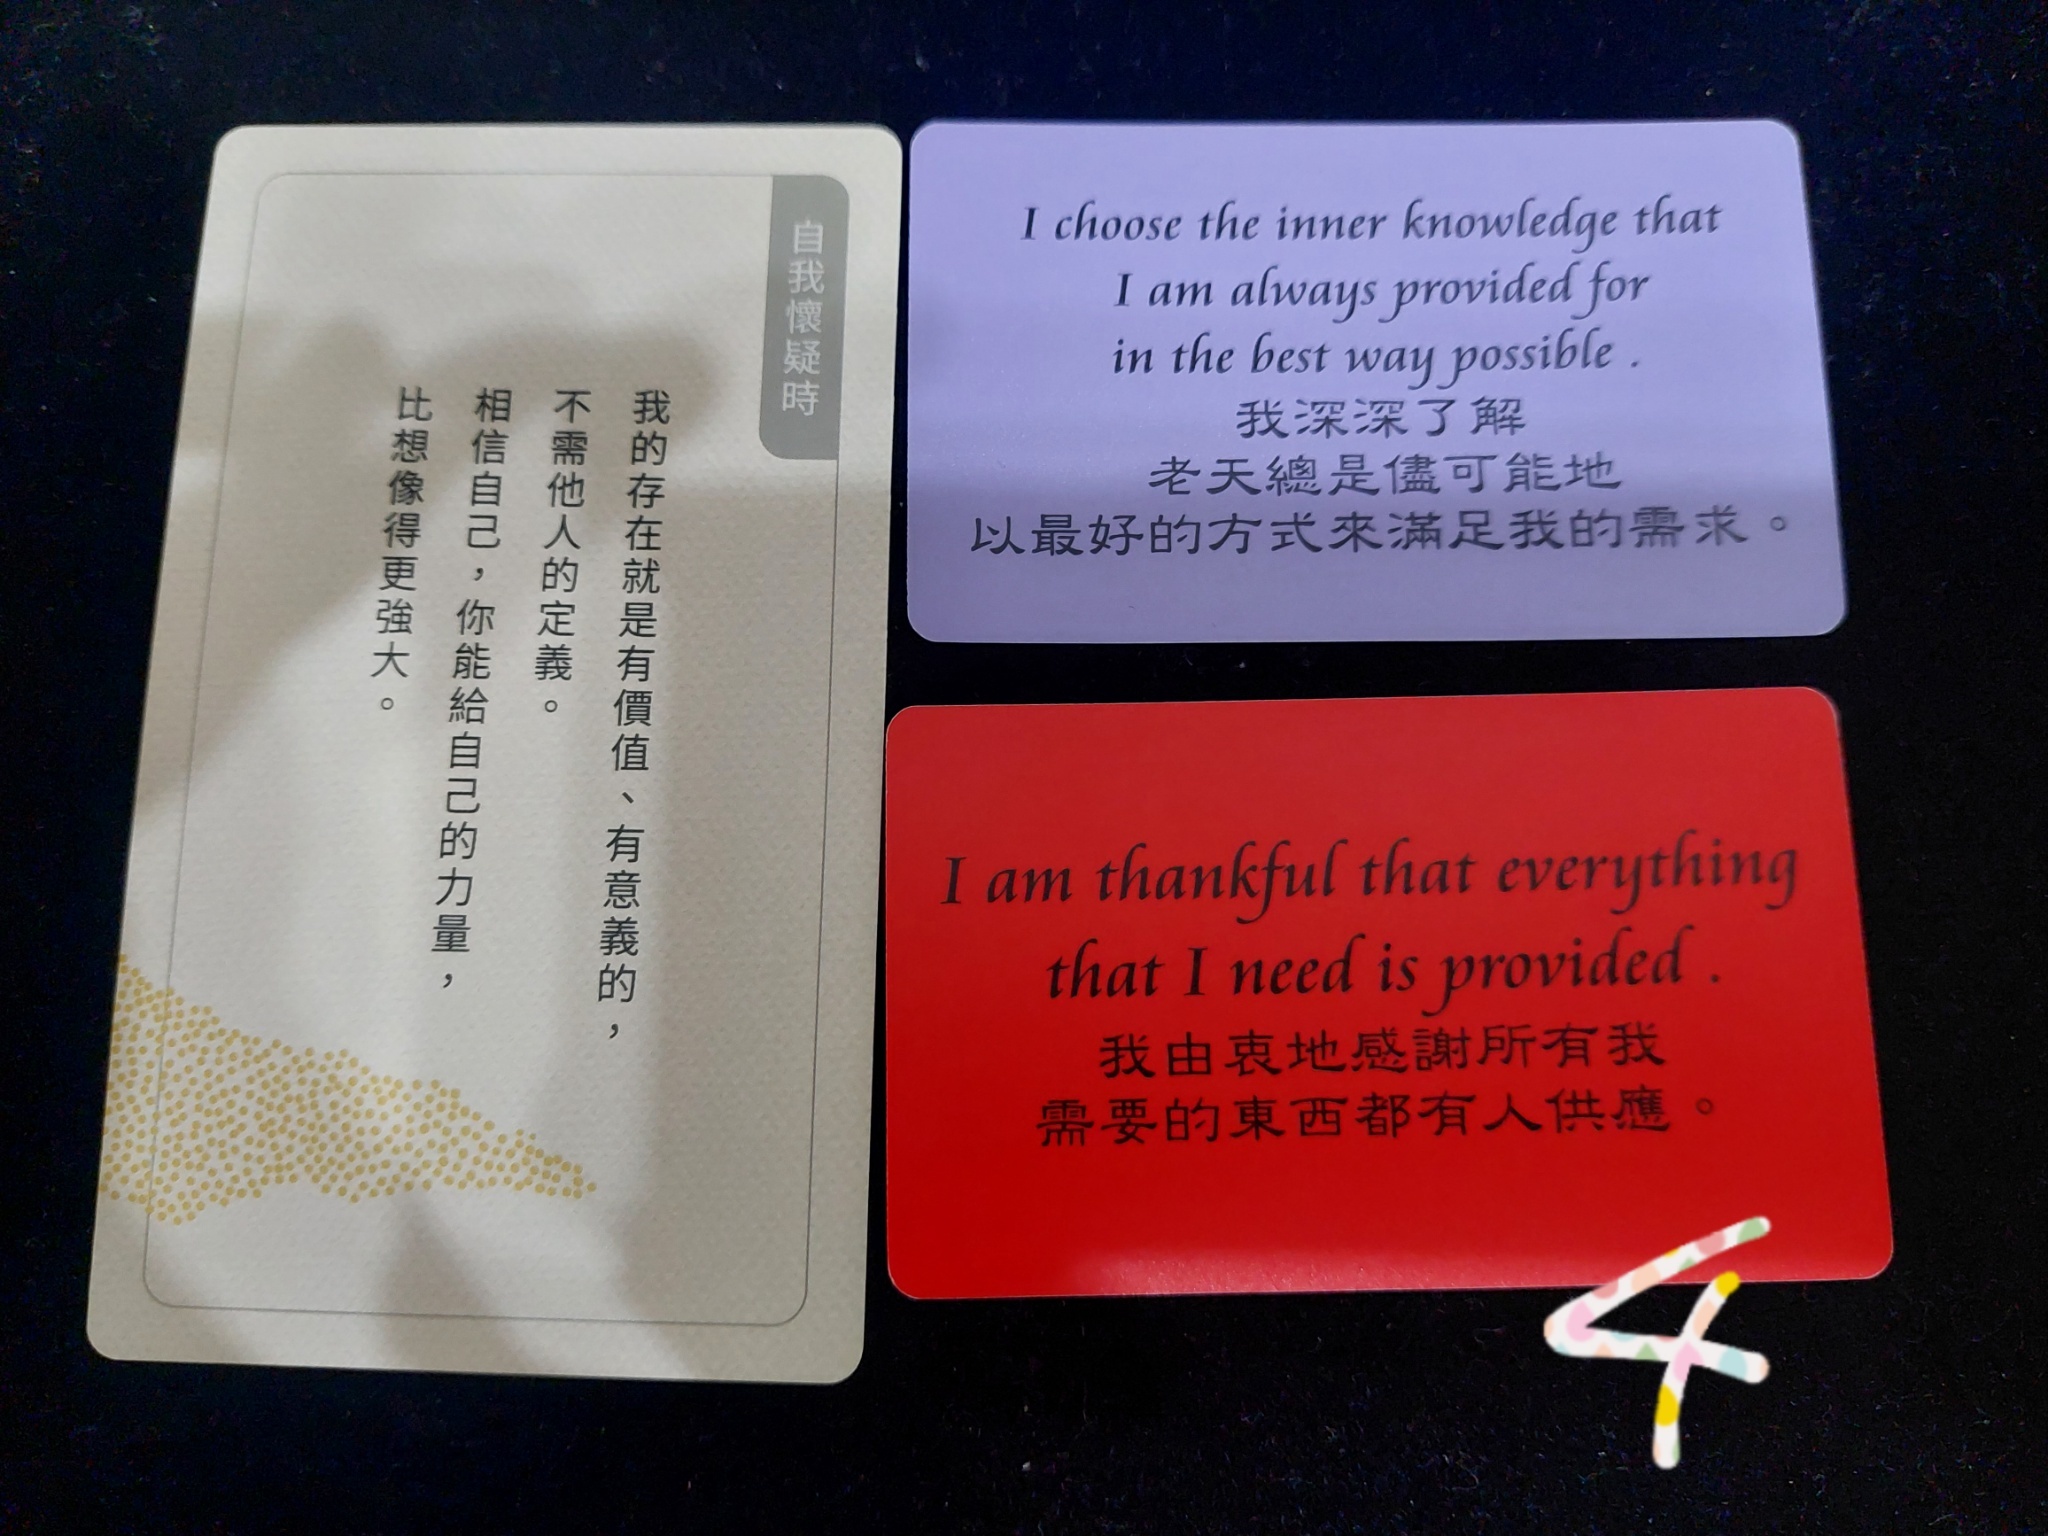 自我懷疑時
我的存在就是有價值、有意義的，
不需他人的定義。
相信自己，你能給自己的力量，
比想像得更強大。
I choose the inner knowledge that
I am always provided for
in the best way possible .
我深深了解
老天總是儘可能地
以最好的方式來滿足我的需求。
I am thankful that everything
that I need is provided .
我由衷地感謝所有我
需要的東西都有人供應。
4